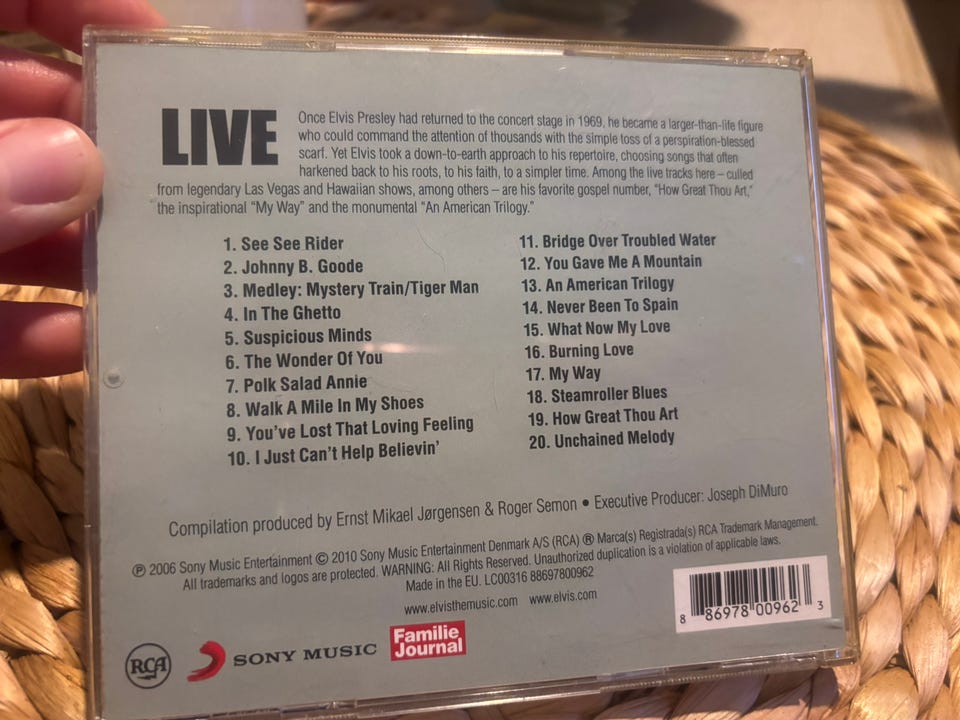 LIVE
Once Elvis Presley had returned to the concert stage in 1969, he became a larger-than-life figure
who could command the attention of thousands with the simple toss of a perspiration-blessed
scarf. Yet Elvis took a down-to-earth approach to his repertoire, choosing songs that often
harkened back to his roots, to his faith, to a simpler time. Among the live tracks here – culled
from legendary Las Vegas and Hawaiian shows, among others – are his favorite gospel number, “How Great Thou Art,”
the inspirational “My Way” and the monumental “An American Trilogy.”
1. See See Rider
2. Johnny B. Goode
3. Medley: Mystery Train/Tiger Man
4. In The Ghetto
5. Suspicious Minds
6. The Wonder Of You
7. Polk Salad Annie
8. Walk A Mile In My Shoes
9. You’ve Lost That Loving Feeling
10. I Just Can’t Help Believin’
11. Bridge Over Troubled Water
12. You Gave Me A Mountain
13. An American Trilogy
14. Never Been To Spain
15. What Now My Love
16. Burning Love
17. My Way
18. Steamroller Blues
19. How Great Thou Art
20. Unchained Melody
Compilation produced by Ernst Mikael Jørgensen & Roger Semon • Executive Producer: Joseph DiMuro
℗ 2006 Sony Music Entertainment © 2010 Sony Music Entertainment Denmark A/S (RCA) ® Marca(s) Registrada(s) RCA Trademark Management.
All trademarks and logos are protected. WARNING: All Rights Reserved. Unauthorized duplication is a violation of applicable laws.
Made in the EU. LC00316 88697800962
www.elvisthemusic.com www.elvis.com
8 86978 00962 3
RCA
SONY MUSIC
Familie
Journal